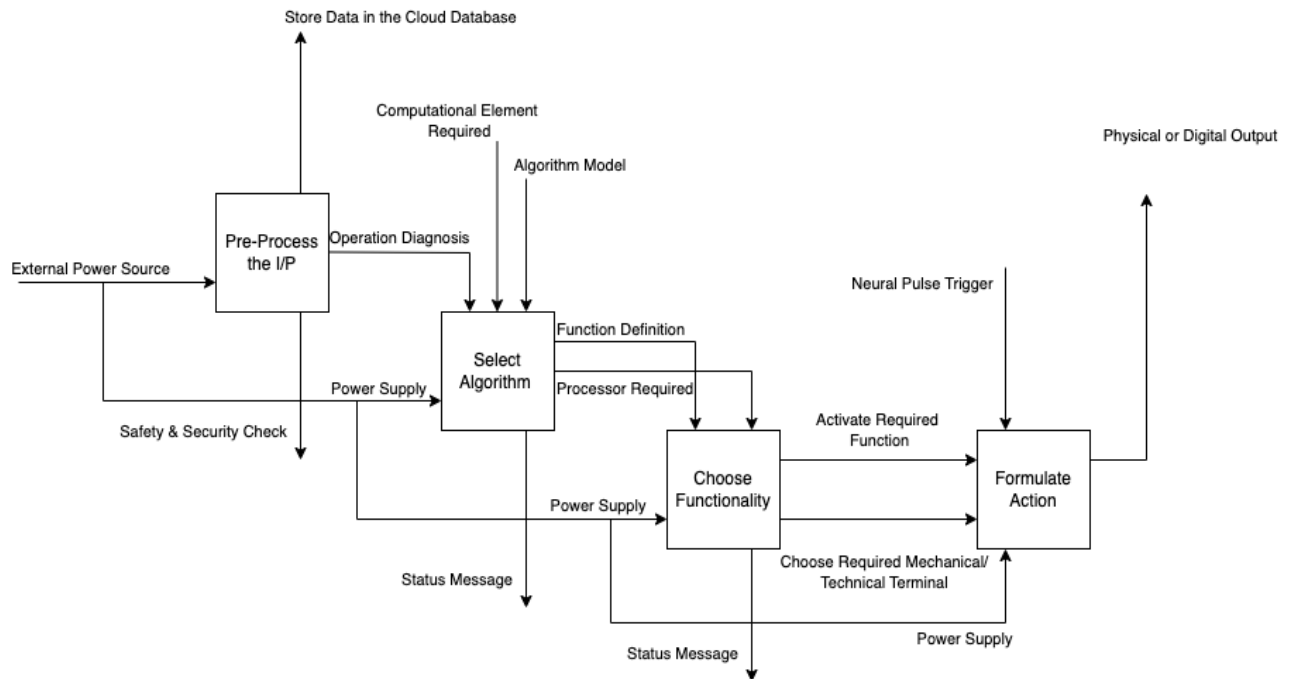 Store Data in the Cloud Database
Computational Element
Required
Physical or Digital Output
Algorithm Model
Pre-Process
the I/P
Operation Diagnosis
External Power Source
Neural Pulse Trigger
Function Definition
Select
Algorithm
Power Supply
Processor Required
Safety & Security Check
Activate Required
Function
Choose
Functionality
Formulate
Action
Power Supply
Choose Required Mechanical/
Technical Terminal
Status Message
Power Supply
Status Message